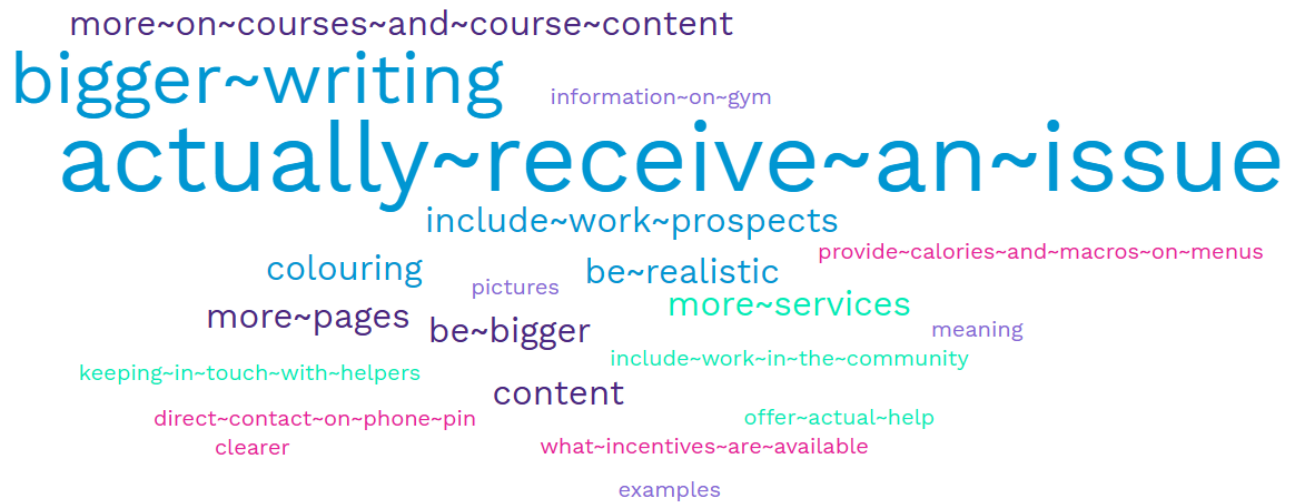 more~on~courses~and~course~content
bigger~writing
information~on~gym
actually~receive~an~issue
include~work~prospects
provide~calories~and~macros~on~menus
colouring
be~realistic
pictures
more~services
more~pages
be~bigger
meaning
include~work~in~the~community
keeping~in~touch~with~helpers
content
direct~contact~on~phone~pin
offer~actual~help
clearer
what~incentives~are~available
examples